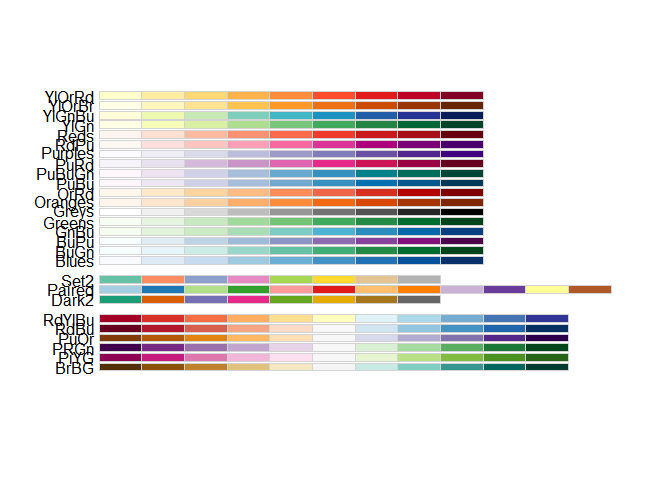 YlOrRd
YlOrBr
YlGnBu
YlGn
Reds
RdPu
Purples
PuRd
PuBuGn
PuBu
OrRd
Oranges
Greys
Greens
GnBu
BuPu
BuGn
Blues
Set2
Paired
Dark2
RdYlBu
RdBu
PuOr
PRGn
PiYG
BrBG